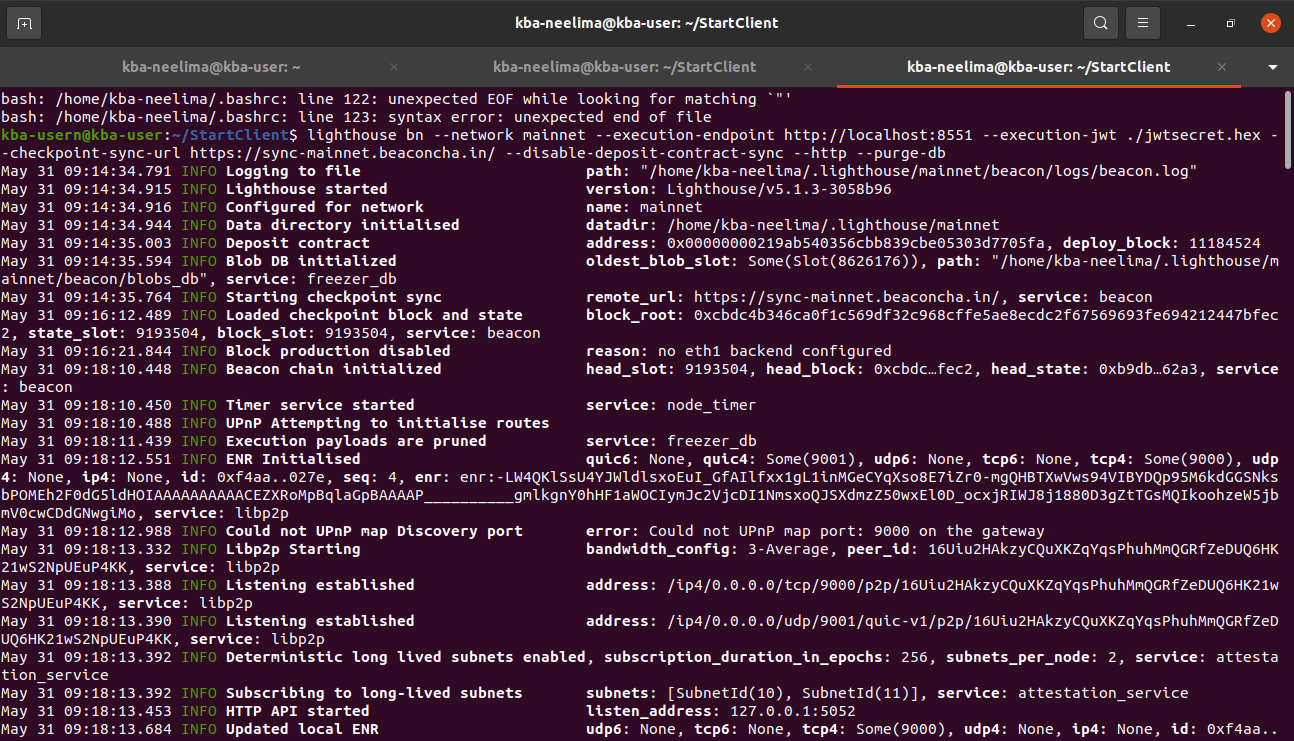 kba-neelima@kba-user: ~/StartClient
kba-neelima@kba-user: ~ kba-neelima@kba-user: ~/StartClient kba-neelima@kba-user: ~/StartClient
bash: /home/kba-neelima/.bashrc: line 122: unexpected EOF while looking for matching `"'
bash: /home/kba-neelima/.bashrc: line 123: syntax error: unexpected end of file
kba-usern@kba-user:~/StartClient$ lighthouse bn --network mainnet --execution-endpoint http://localhost:8551 --execution-jwt ./jwtsecret.hex -
-checkpoint-sync-url https://sync-mainnet.beaconcha.in/ --disable-deposit-contract-sync --http --purge-db
May 31 09:14:34.791 INFO Logging to file path: "/home/kba-neelima/.lighthouse/mainnet/beacon/logs/beacon.log"
May 31 09:14:34.915 INFO Lighthouse started version: Lighthouse/v5.1.3-3058b96
May 31 09:14:34.916 INFO Configured for network name: mainnet
May 31 09:14:34.944 INFO Data directory initialised datadir: /home/kba-neelima/.lighthouse/mainnet
May 31 09:14:35.003 INFO Deposit contract address: 0x00000000219ab540356cbb839cbe05303d7705fa, deploy_block: 11184524
May 31 09:14:35.594 INFO Blob DB initialized oldest_blob_slot: Some(Slot(8626176)), path: "/home/kba-neelima/.lighthouse/m
ainnet/beacon/blobs_db", service: freezer_db
May 31 09:14:35.764 INFO Starting checkpoint sync remote_url: https://sync-mainnet.beaconcha.in/, service: beacon
May 31 09:16:12.489 INFO Loaded checkpoint block and state block_root: 0xcbdc4b346ca0f1c569df32c968cffe5ae8ecdc2f67569693fe694212447bfec
2, state_slot: 9193504, block_slot: 9193504, service: beacon
May 31 09:16:21.844 INFO Block production disabled reason: no eth1 backend configured
May 31 09:18:10.448 INFO Beacon chain initialized head_slot: 9193504, head_block: 0xcbdc…fec2, head_state: 0xb9db…62a3, service
: beacon
May 31 09:18:10.450 INFO Timer service started service: node_timer
May 31 09:18:10.488 INFO UPnP Attempting to initialise routes
May 31 09:18:11.439 INFO Execution payloads are pruned service: freezer_db
May 31 09:18:12.551 INFO ENR Initialised quic6: None, quic4: Some(9001), udp6: None, tcp6: None, tcp4: Some(9000), udp
4: None, ip4: None, id: 0xf4aa..027e, seq: 4, enr: enr:-LW4QKlSsU4YJWldlsxoEuI_GfAIlfxx1gL1inMGeCYqXso8E7iZr0-mgQHBTXwVws94VIBYDQp95M6kdGGSNks
bPOMEh2F0dG5ldHOIAAAAAAAAAACEZXRoMpBqlaGpBAAAAP__________gmlkgnY0hHF1aWOCIymJc2VjcDI1NmsxoQJSXdmzZ50wxEl0D_ocxjRIWJ8j1880D3gZtTGsMQIkoohzeW5jb
mV0cwCDdGNwgiMo, service: libp2p
May 31 09:18:12.988 INFO Could not UPnP map Discovery port error: Could not UPnP map port: 9000 on the gateway
May 31 09:18:13.332 INFO Libp2p Starting bandwidth_config: 3-Average, peer_id: 16Uiu2HAkzyCQuXKZqYqsPhuhMmQGRfZeDUQ6HK
21wS2NpUEuP4KK, service: libp2p
May 31 09:18:13.388 INFO Listening established address: /ip4/0.0.0.0/tcp/9000/p2p/16Uiu2HAkzyCQuXKZqYqsPhuhMmQGRfZeDUQ6HK21w
S2NpUEuP4KK, service: libp2p
May 31 09:18:13.390 INFO Listening established address: /ip4/0.0.0.0/udp/9001/quic-v1/p2p/16Uiu2HAkzyCQuXKZqYqsPhuhMmQGRfZeD
UQ6HK21wS2NpUEuP4KK, service: libp2p
May 31 09:18:13.392 INFO Deterministic long lived subnets enabled, subscription_duration_in_epochs: 256, subnets_per_node: 2, service: attesta
tion_service
May 31 09:18:13.392 INFO Subscribing to long-lived subnets subnets: [SubnetId(10), SubnetId(11)], service: attestation_service
May 31 09:18:13.453 INFO HTTP API started listen_address: 127.0.0.1:5052
May 31 09:18:13.684 INFO Updated local ENR udp6: None, tcp6: None, tcp4: Some(9000), udp4: None, ip4: None, id: 0xf4aa..